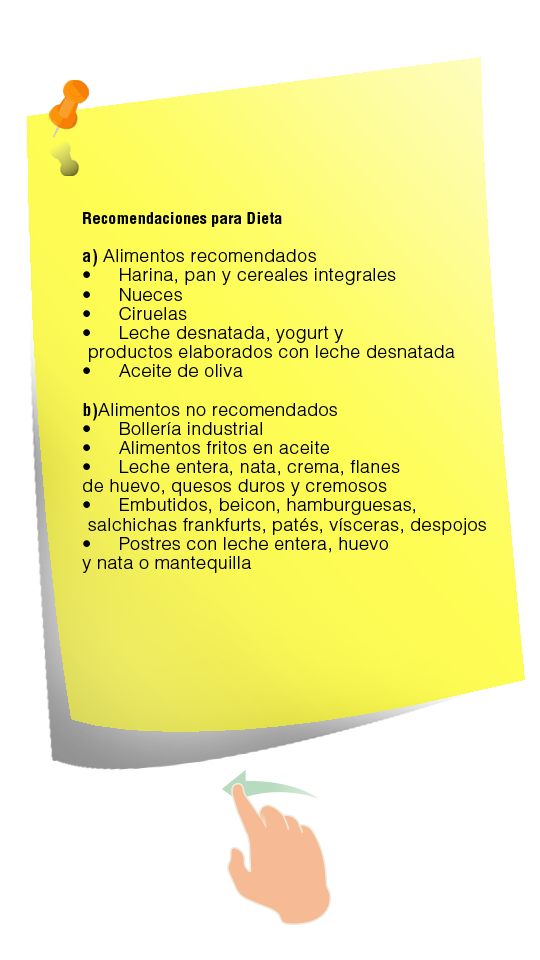 Recomendaciones para Dieta
a) Alimentos recomendados
• Harina, pan y cereales integrales
• Nueces
• Ciruelas
• Leche desnatada, yogurt y
productos elaborados con leche desnatada
• Aceite de oliva
b)Alimentos no recomendados
• Bollería industrial
• Alimentos fritos en aceite
• Leche entera, nata, crema, flanes
de huevo, quesos duros y cremosos
• Embutidos, beicon, hamburguesas,
salchichas frankfurts, patés, vísceras, despojos
• Postres con leche entera, huevo
y nata o mantequilla